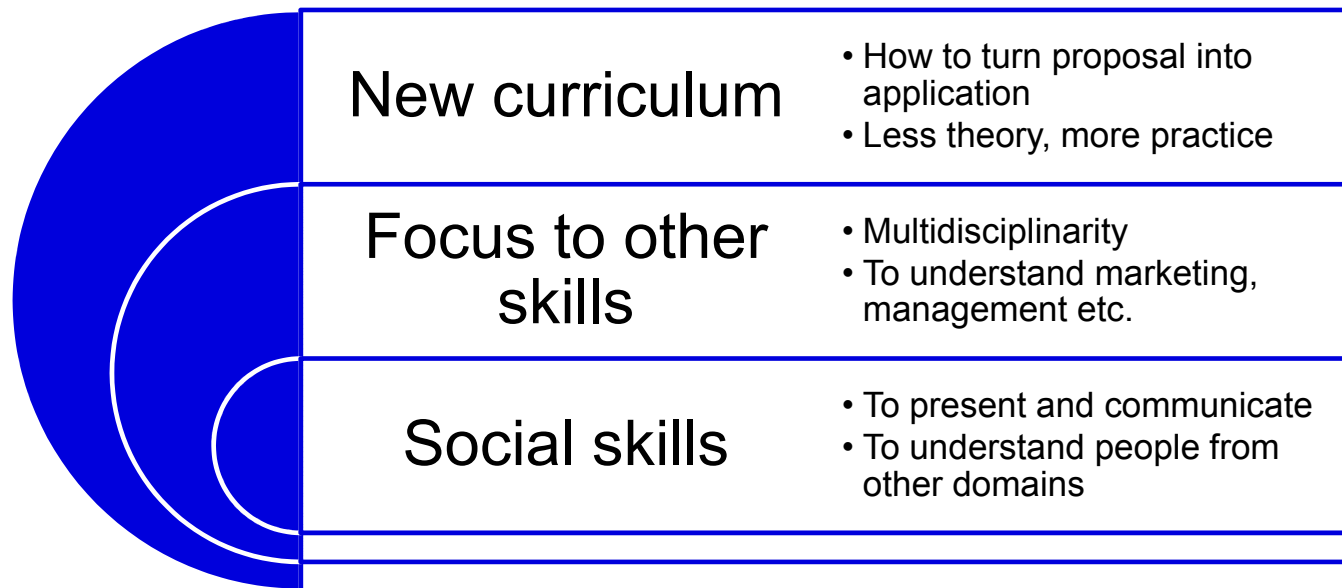 New curriculum
• How to turn proposal into
application
• Less theory, more practice
Focus to other
skills
• Multidisciplinarity
• To understand marketing,
management etc.
Social skills
• To present and communicate
• To understand people from
other domains